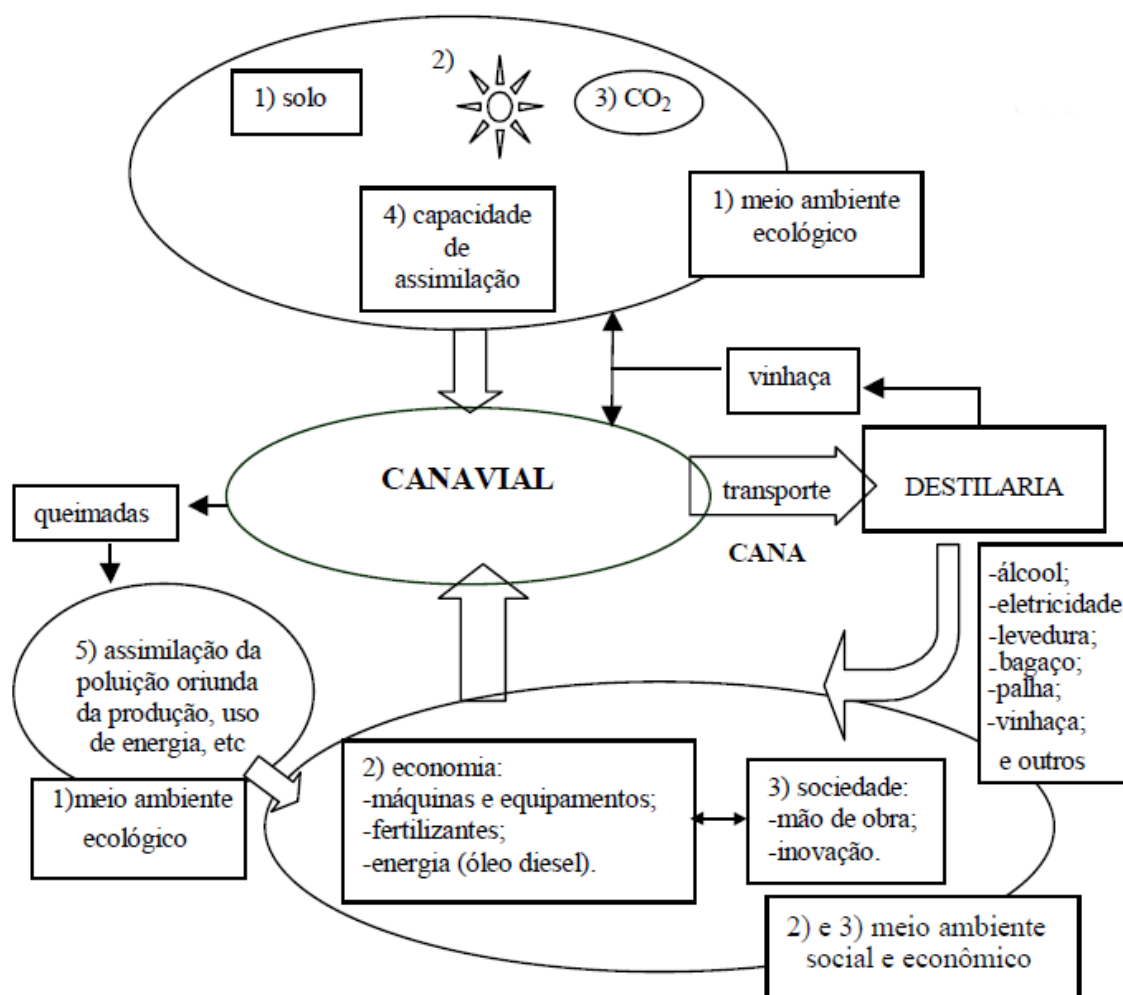 2)
1) solo
3) CO₂
4) capacidade
de
assimilação
1) meio ambiente
ecológico
vinhaça
CANAVIAL
transporte
DESTILARIA
CANA
queimadas
-álcool;
-eletricidade
-levedura;
-bagaço;
-palha;
-vinhaça;
e outros
5) assimilação da
poluição oriunda
da produção, uso
de energia, etc
1)meio ambiente
ecológico
2) economia:
-máquinas e equipamentos;
-fertilizantes;
-energia (óleo diesel).
3) sociedade:
-mão de obra;
-inovação.
2) e 3) meio ambiente
social e econômico